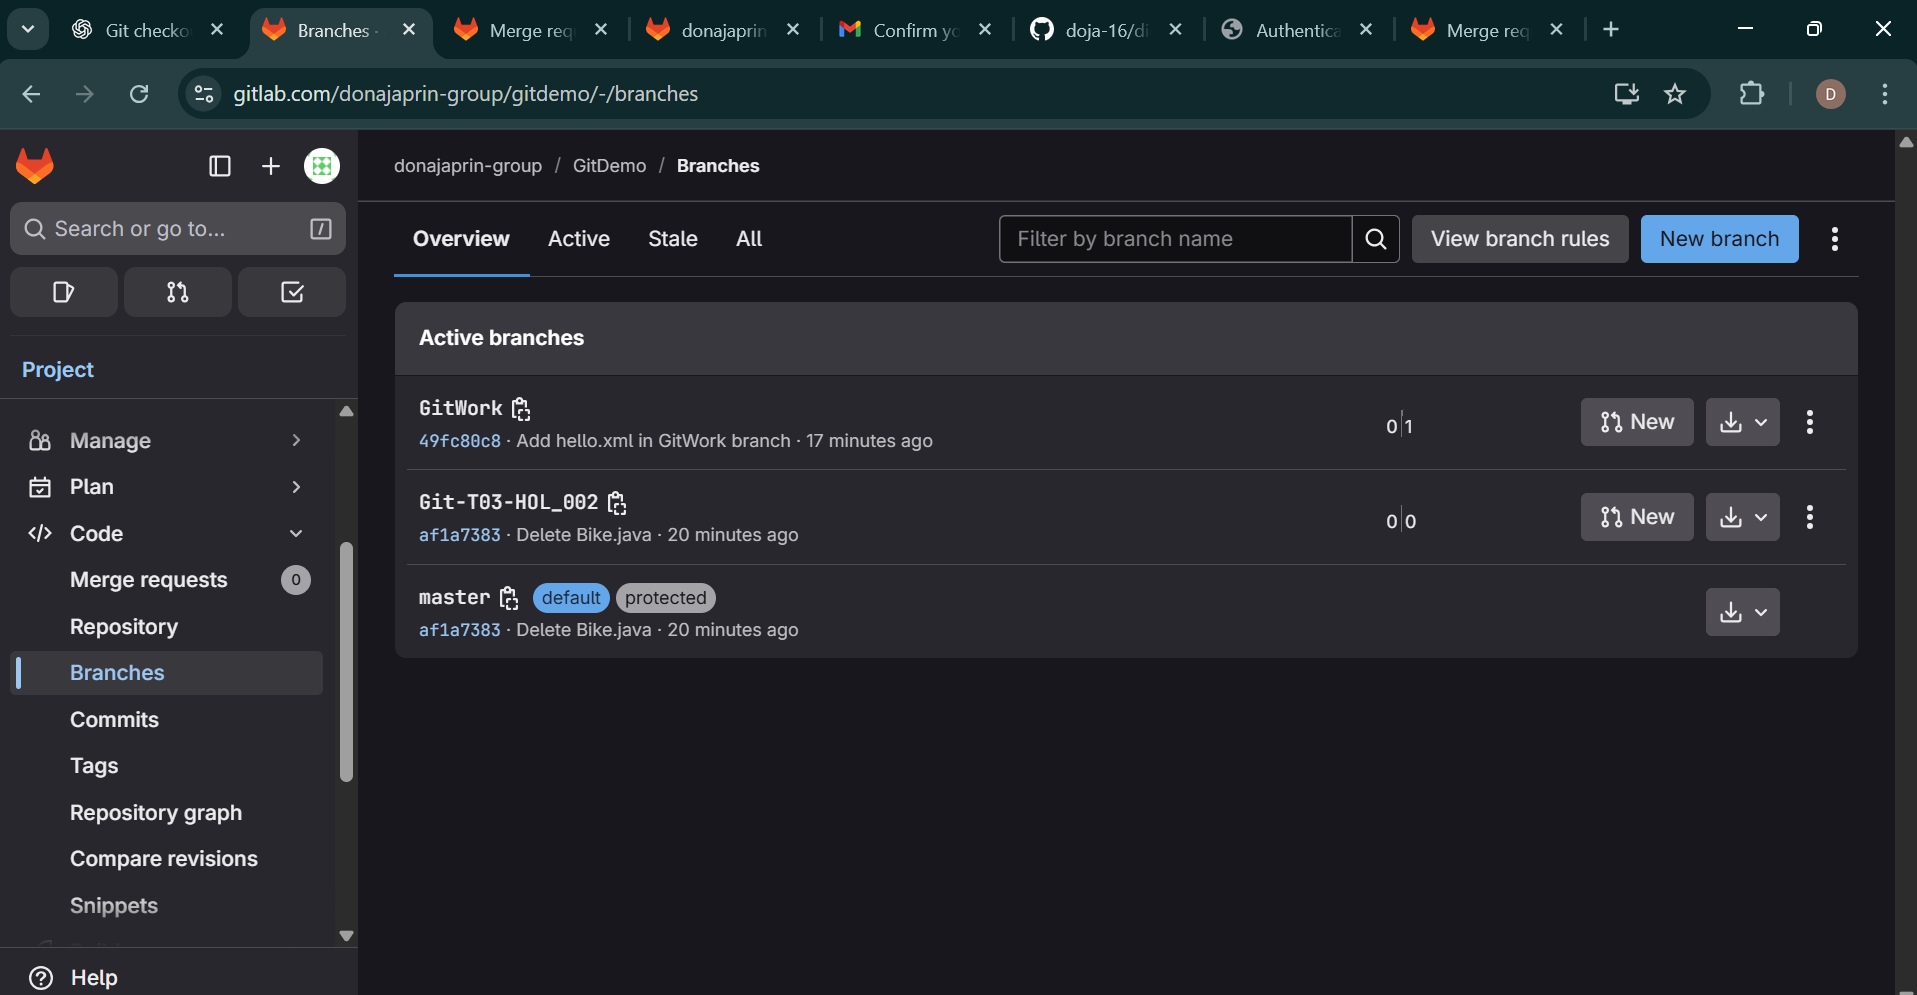 Git checko
Branches ·
Merge req
donajaprin
Confirm yo
doja-16/di
Authentica
Merge req
gitlab.com/donajaprin-group/gitdemo/-/branches
D
donajaprin-group / GitDemo / Branches
Search or go to... /
Overview Active Stale All
Filter by branch name
View branch rules
New branch
Project
Manage
Plan
Code
Merge requests 0
Repository
Branches
Commits
Tags
Repository graph
Compare revisions
Snippets
Help
Active branches
GitWork
49fc80c8 · Add hello.xml in GitWork branch · 17 minutes ago
0|1
New
Git-T03-HOL_002
af1a7383 · Delete Bike.java · 20 minutes ago
0|0
New
master default protected
af1a7383 · Delete Bike.java · 20 minutes ago